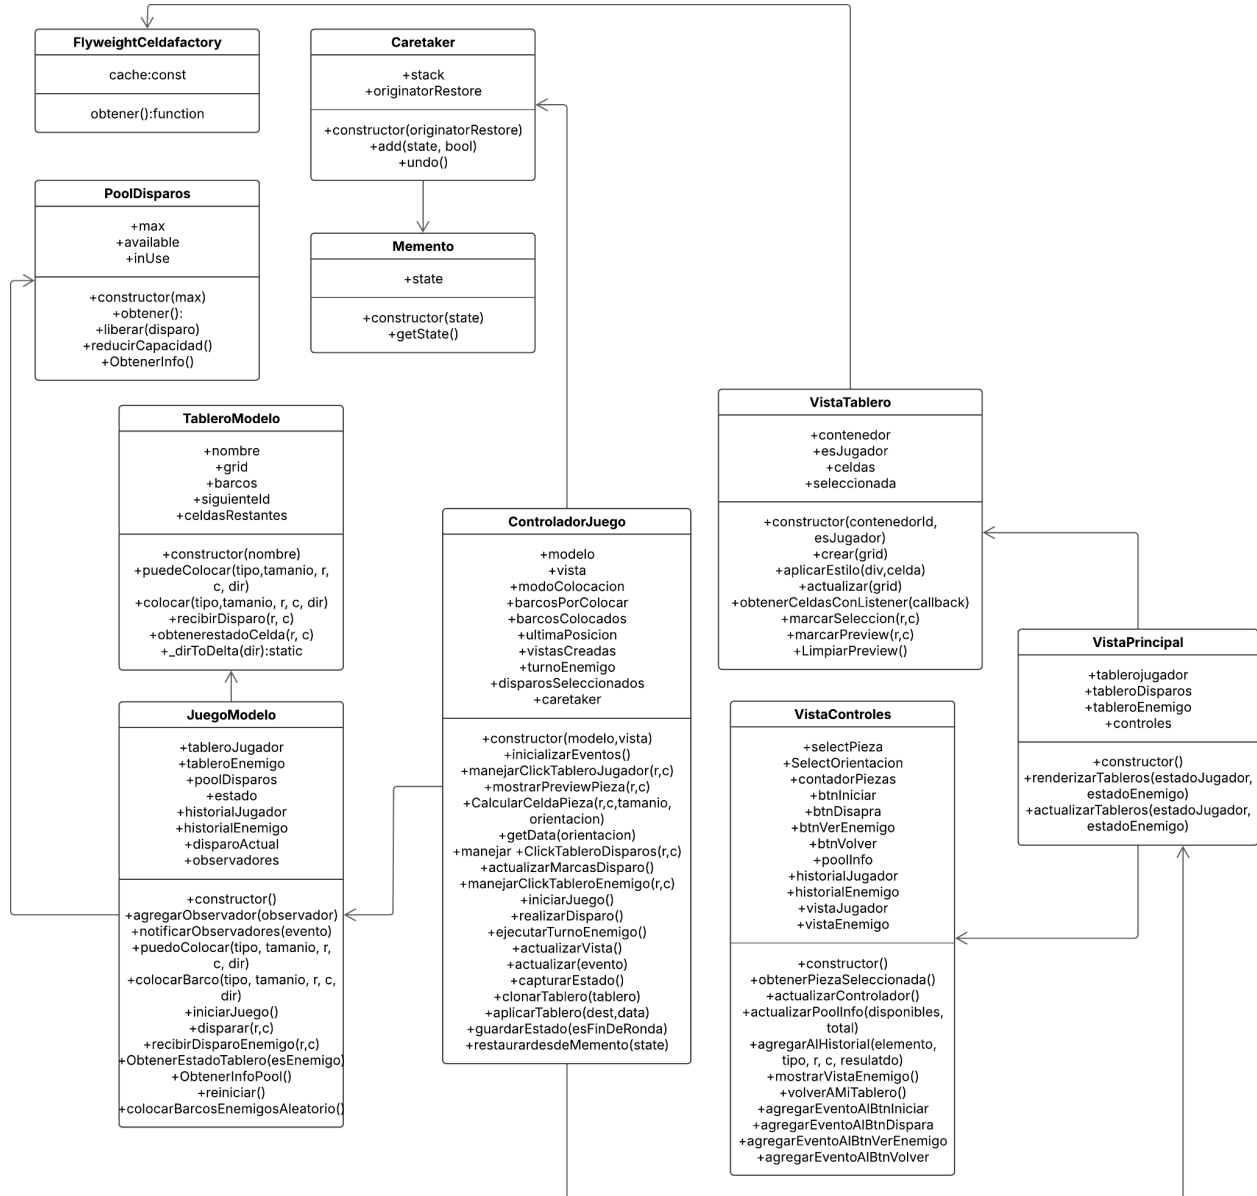 FlyweightCeldafactory
cache:const
obtener():function
Caretaker
+stack
+originatorRestore
+constructor(originatorRestore)
+add(state, bool)
+undo()
PoolDisparos
+max
+available
+inUse
+constructor(max)
+obtener():
+liberar(disparo)
+reducirCapacidad()
+ObtenerInfo()
Memento
+state
+constructor(state)
+getState()
TableroModelo
+nombre
+grid
+barcos
+siguienteId
+celdasRestantes
+constructor(nombre)
+puedeColocar(tipo,tamanio, r,
c, dir)
+colocar(tipo,tamanio, r, c, dir)
+recibirDisparo(r, c)
+obtenerestadoCelda(r, c)
+_dirToDelta(dir):static
VistaTablero
+contenedor
+esJugador
+celdas
+seleccionada
+constructor(contenedorId,
esJugador)
+crear(grid)
+aplicarEstilo(div,celda)
+actualizar(grid)
+obtenerCeldasConListener(callback)
+marcarSeleccion(r,c)
+marcarPreview(r,c)
+LimpiarPreview()
ControladorJuego
+modelo
+vista
+modoColocacion
+barcosPorColocar
+barcosColocados
+ultimaPosicion
+vistasCreadas
+turnoEnemigo
+disparosSeleccionados
+caretaker
+constructor(modelo,vista)
+inicializarEventos()
+manejarClickTableroJugador(r,c)
+mostrarPreviewPieza(r,c)
+CalcularCeldaPieza(r,c,tamanio,
orientacion)
+getData(orientacion)
+manejar +ClickTableroDisparos(r,c)
+actualizarMarcasDisparo()
+manejarClickTableroEnemigo(r,c)
+iniciarJuego()
+realizarDisparo()
+ejecutarTurnoEnemigo()
+actualizarVista()
+actualizar(evento)
+capturarEstado()
+clonarTablero(tablero)
+aplicarTablero(dest,data)
+guardarEstado(esFinDeRonda)
+restaurardesdeMemento(state)
VistaPrincipal
+tablerojugador
+tableroDisparos
+tableroEnemigo
+controles
+constructor()
+renderizarTableros(estadoJugador,
estadoEnemigo)
+actualizarTableros(estadoJugador,
estadoEnemigo)
JuegoModelo
+tableroJugador
+tableroEnemigo
+poolDisparos
+estado
+historialJugador
+historialEnemigo
+disparoActual
+observadores
+constructor()
+agregarObservador(observador)
+notificarObservadores(evento)
+puedoColocar(tipo, tamanio, r,
c, dir)
+colocarBarco(tipo, tamanio, r, c,
dir)
+iniciarJuego()
+disparar(r,c)
+recibirDisparoEnemigo(r,c)
+ObtenerEstadoTablero(esEnemigo)
+ObtenerInfoPool()
+reiniciar()
+colocarBarcosEnemigosAleatorio()
VistaControles
+selectPieza
+SelectOrientacion
+contadorPiezas
+btnIniciar
+btnDisapra
+btnVerEnemigo
+btnVolver
+poolInfo
+historialJugador
+historialEnemigo
+vistaJugador
+vistaEnemigo
+constructor()
+obtenerPiezaSeleccionada()
+actualizarControlador()
+actualizarPoolInfo(disponibles,
total)
+agregarAlHistorial(elemento,
tipo, r, c, resulatdo)
+mostrarVistaEnemigo()
+volverAMiTablero()
+agregarEventoAlBtnIniciar
+agregarEventoAlBtnDispara
+agregarEventoAlBtnVerEnemigo
+agregarEventoAlBtnVolver